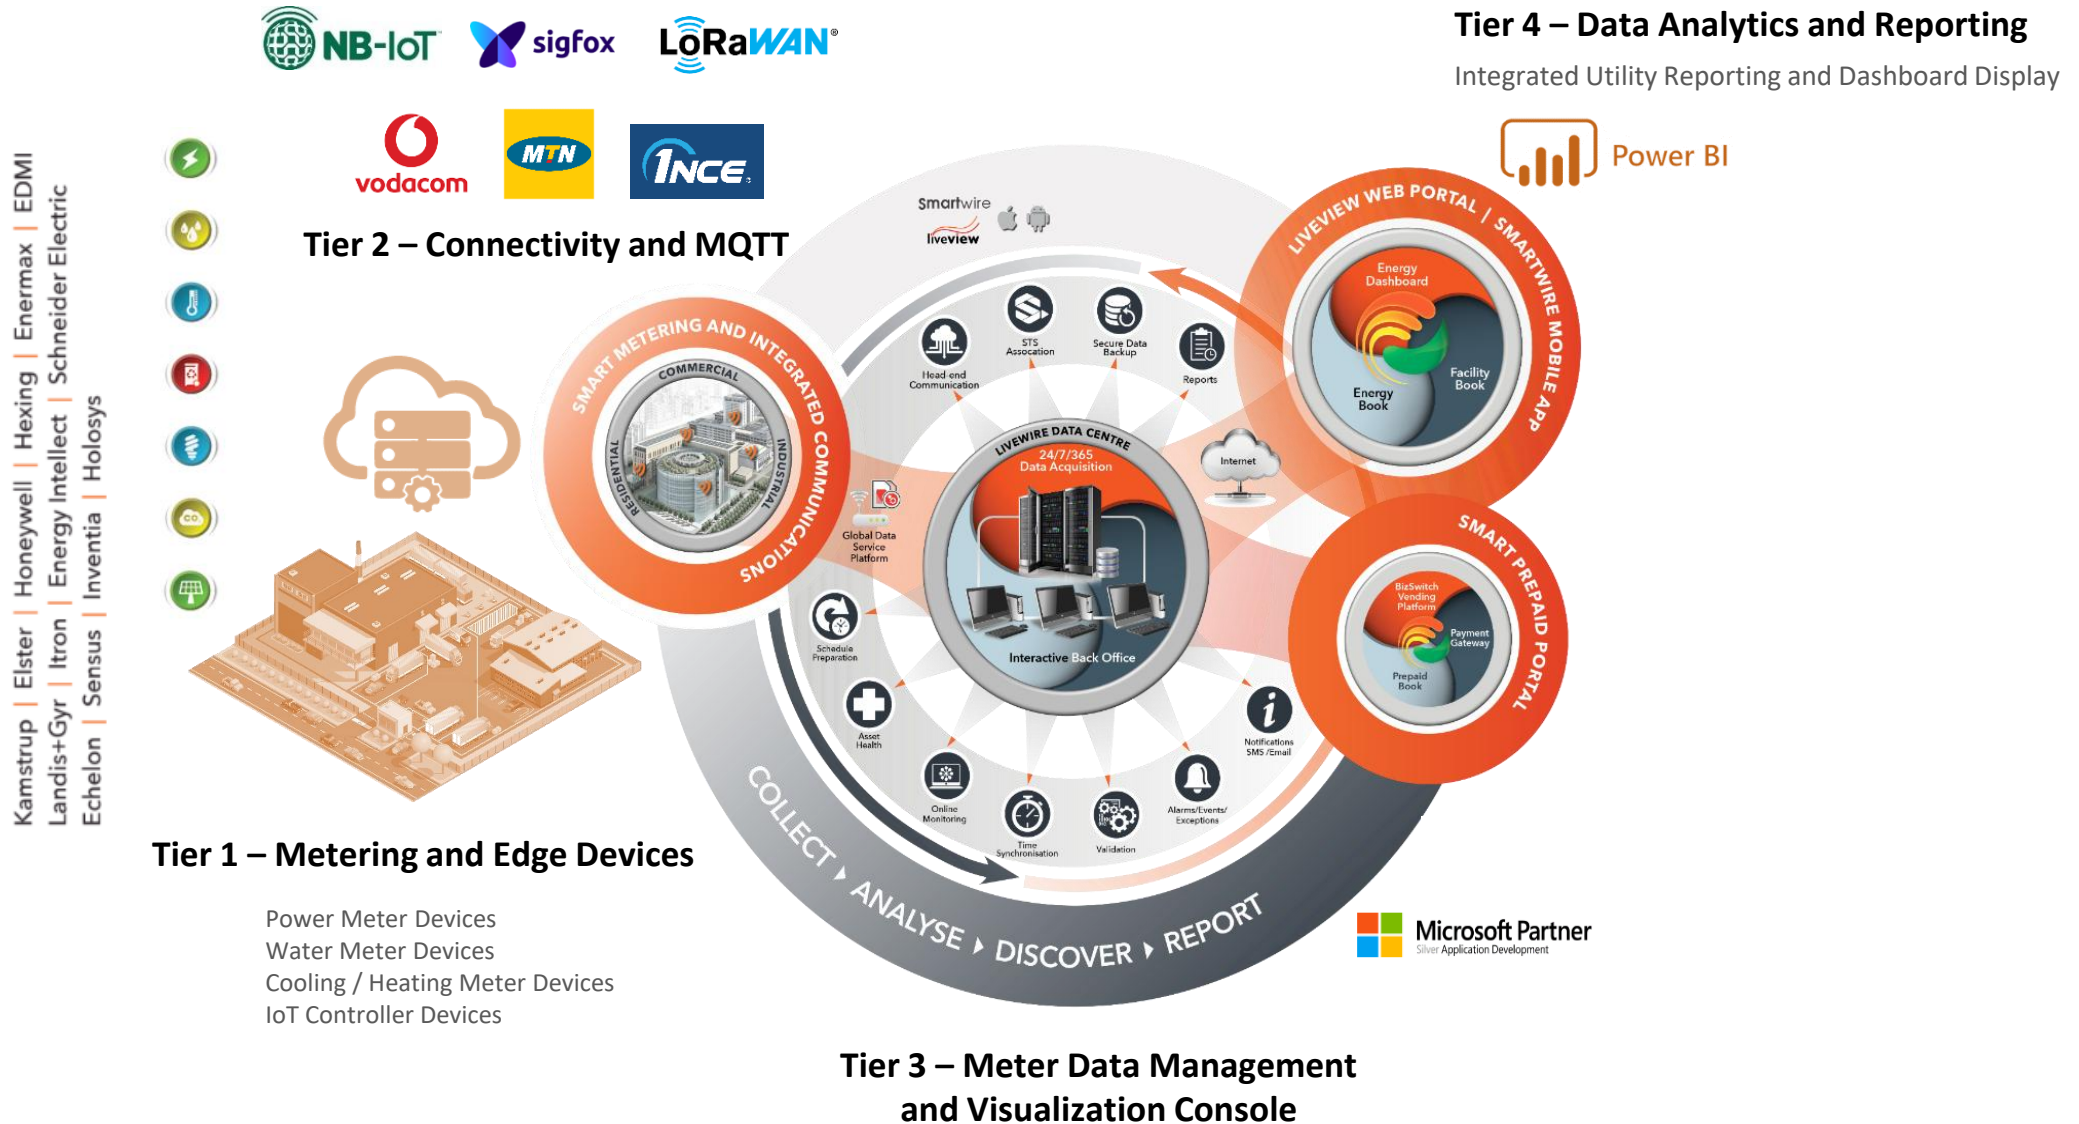 NB-IoT
sigfox
LoRaWAN®
vodacom
MTN
1NCE
Tier 2 – Connectivity and MQTT
Tier 4 – Data Analytics and Reporting
Integrated Utility Reporting and Dashboard Display
Power BI
Kamstrup | Elster | Honeywell | Hexing | Enermax | EDMI
Landis+Gyr | Itron | Energy Intellect | Schneider Electric
Echelon | Sensus | Inventia | Holosys
CO₂
Smartwire
liveview
SMART METERING AND INTEGRATED COMMUNICATIONS
COMMERCIAL
RESIDENTIAL
INDUSTRIAL
LIVEVIEW WEB PORTAL | SMARTWIRE MOBILE APP
Energy
Dashboard
Facility
Book
Energy
Book
Head-end
Communication
STS
Assocation
Secure Data
Backup
Reports
Internet
Global Data
Service
Platform
LIVEWIRE DATA CENTRE
24/7/365
Data Acquisition
Interactive Back Office
SMART PREPAID PORTAL
BizSwitch
Vending
Platform
Payment
Gateway
Prepaid
Book
Schedule
Preparation
Asset
Health
Online
Monitoring
Time
Synchronisation
Validation
Alarms/Events/
Exceptions
Notifications
SMS /Email
COLLECT ▸ ANALYSE ▸ DISCOVER ▸ REPORT
Tier 1 – Metering and Edge Devices
Power Meter Devices
Water Meter Devices
Cooling / Heating Meter Devices
IoT Controller Devices
Microsoft Partner
Silver Application Development
Tier 3 – Meter Data Management
and Visualization Console